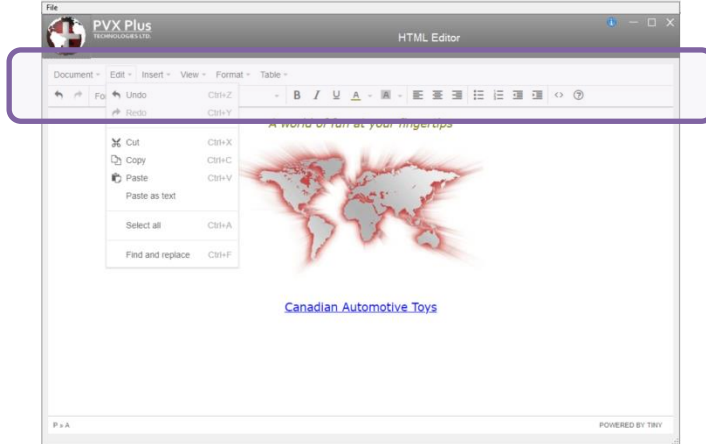 File
PVX Plus
TECHNOLOGIES LTD.
HTML Editor
Document Edit Insert View Format Table
Undo Ctrl+Z
B I U A A
Redo Ctrl+Y
A world of fun at your fingertips
Cut Ctrl+X
Copy Ctrl+C
Paste Ctrl+V
Paste as text
Select all Ctrl+A
Find and replace Ctrl+F
Canadian Automotive Toys
P » A
POWERED BY TINY